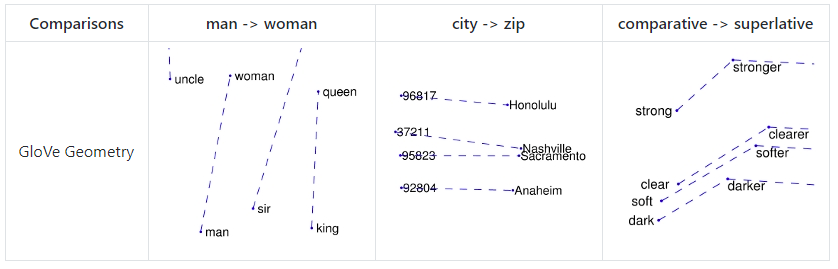 Comparisons
man -> woman
city -> zip
comparative -> superlative
GloVe Geometry
uncle
woman
queen
sir
man
king
96817
Honolulu
37211
Nashville
95823
Sacramento
92804
Anaheim
stronger
strong
clearer
softer
clear
darker
soft
dark